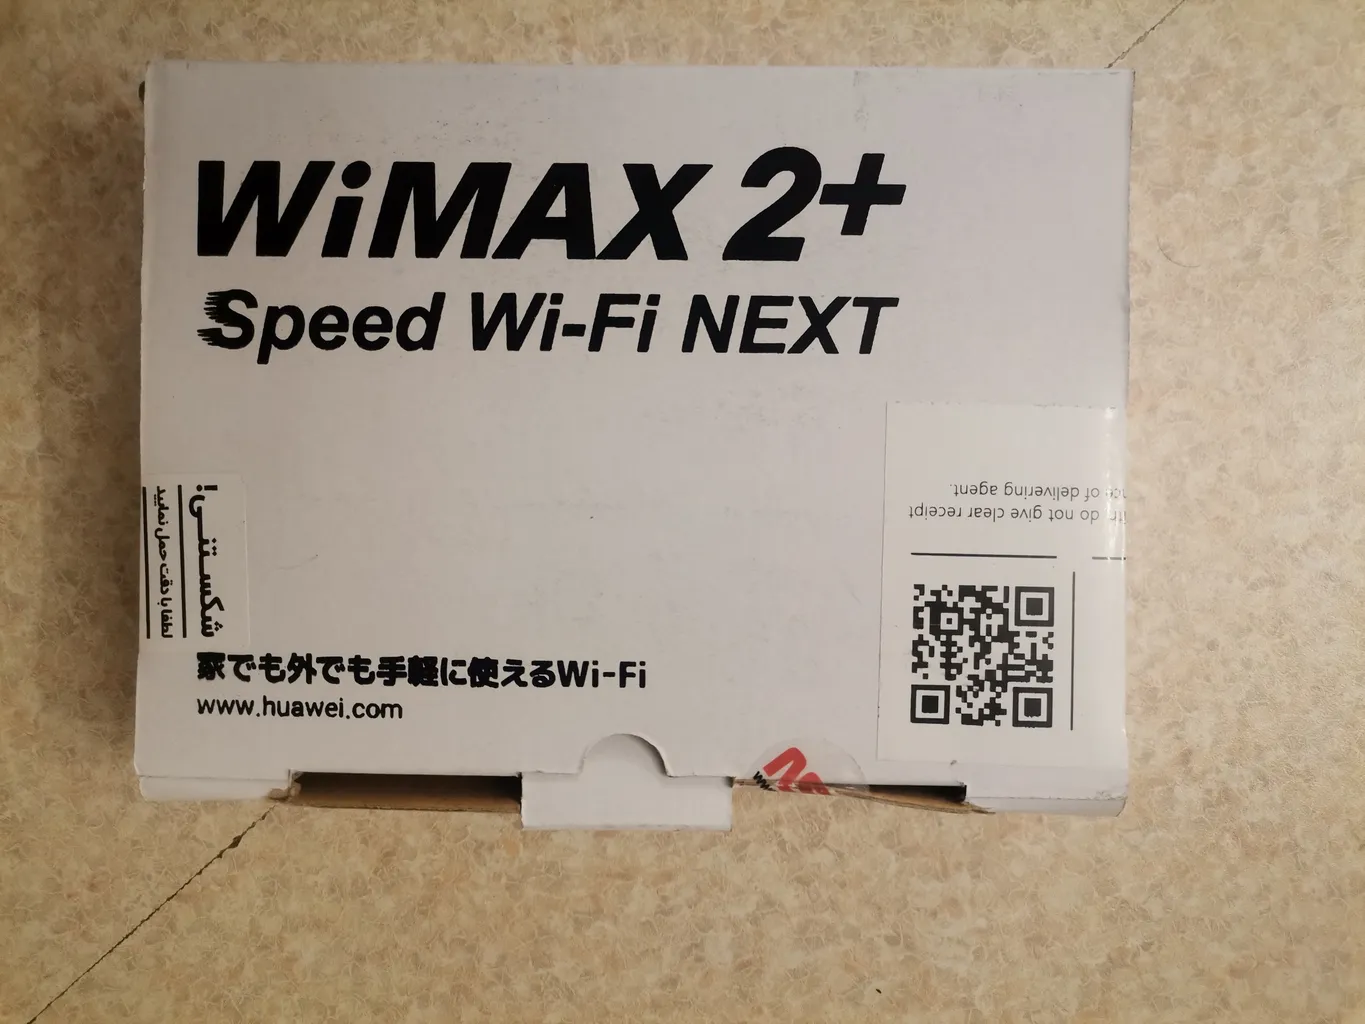 WiMAX 2+
Speed Wi-Fi NEXT
of delivering agent.
do not give clear receipt
شکستنی!
لطفا با دقت حمل نمایید
家でも外でも手軽に使えるWi-Fi
www.huawei.com